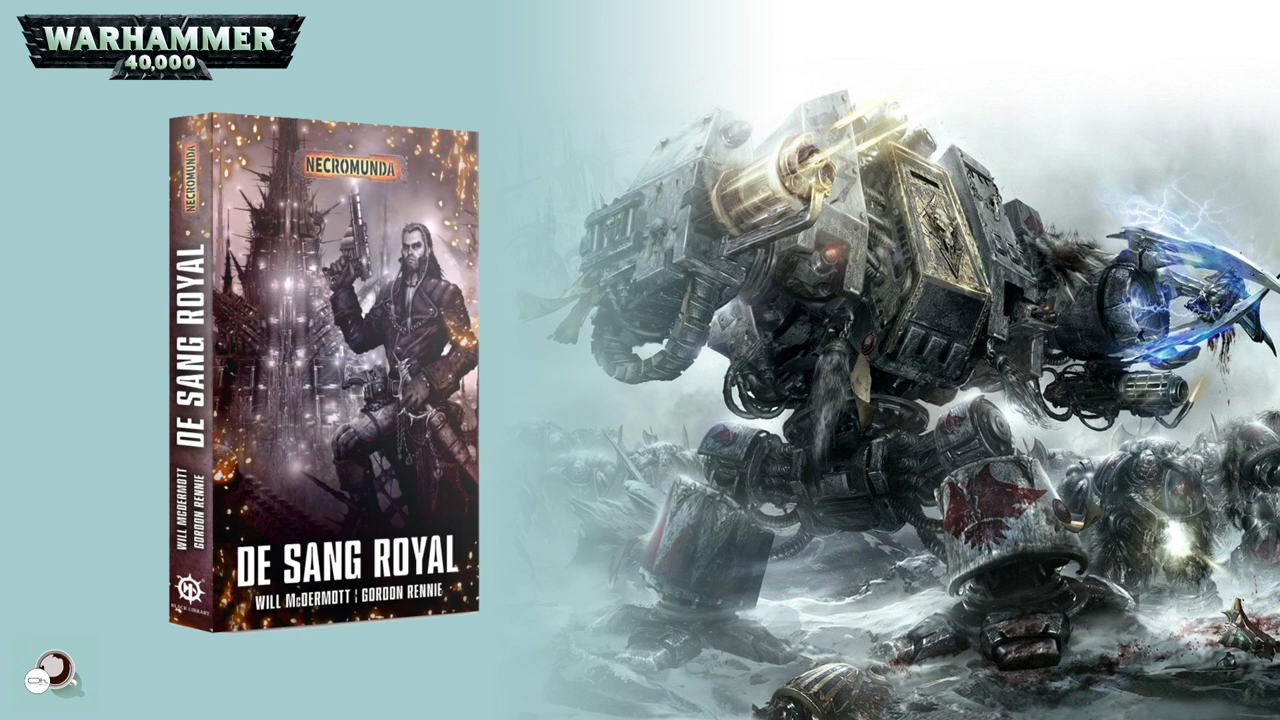 WARHAMMER
40,000
NECROMUNDA
DE SANG ROYAL
WILL McDERMOTT
GORDON RENNIE
BLACK LIBRARY
NECROMUNDA
DE SANG ROYAL
WILL McDERMOTT | GORDON RENNIE